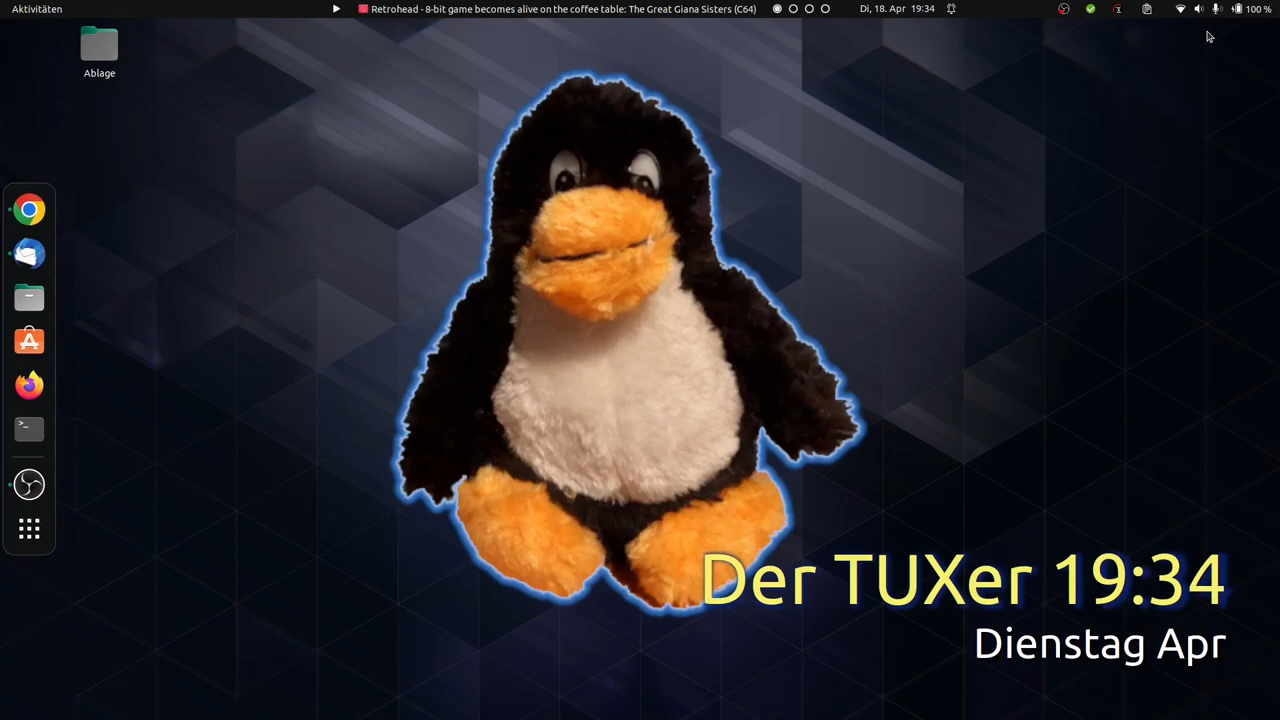 Aktivitäten
Retrohead - 8-bit game becomes alive on the coffee table: The Great Giana Sisters (C64)
Di, 18. Apr 19:34
100 %
Ablage
>_
Der TUXer 19:34
Dienstag Apr